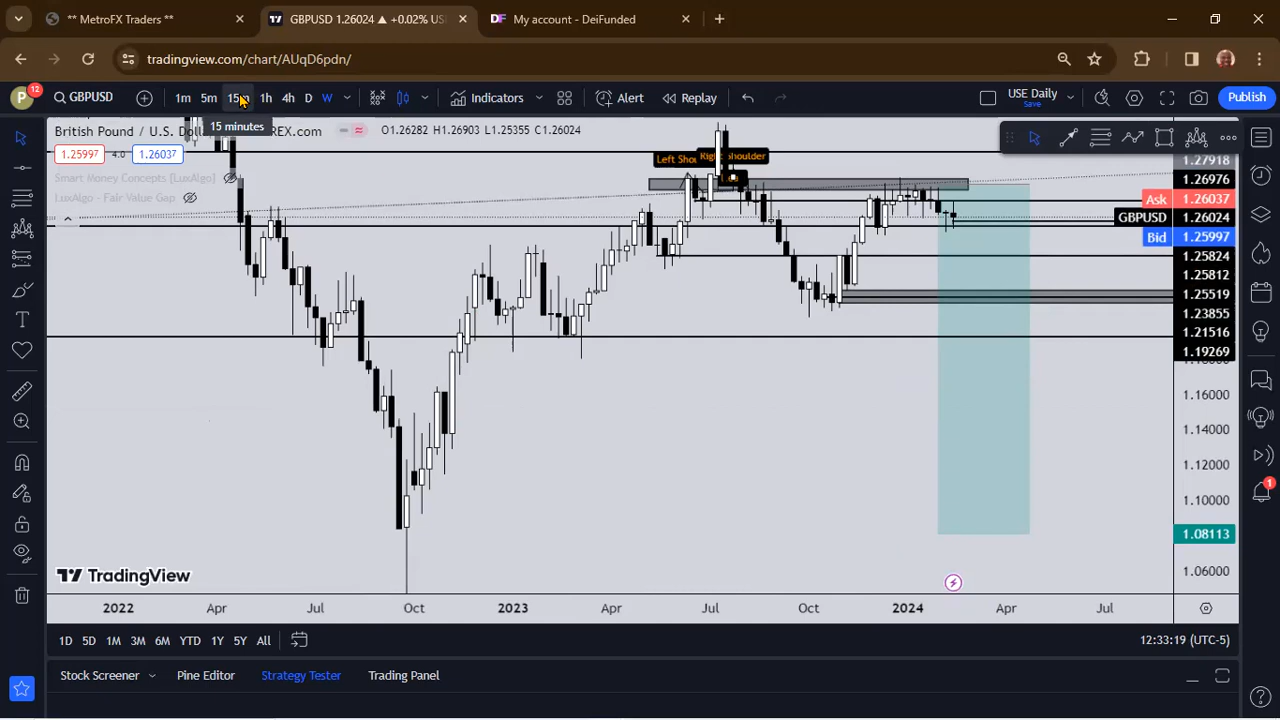 ** MetroFX Traders **
GBPUSD 1.26024 ▲ +0.02% US
My account - DeiFunded
tradingview.com/chart/AUqD6pdn/
P 12 GBPUSD 1m 5m 15m 1h 4h D W Indicators Alert Replay USE Daily Save Publish
15 minutes
British Pound / U.S. Dolla REX.com O1.26282 H1.26903 L1.25355 C1.26024
1.25997 4.0 1.26037
Smart Money Concepts [LuxAlgo]
LuxAlgo - Fair Value Gap
Left Shou Right Shoulder
1.27918
1.26976
Ask 1.26037
GBPUSD 1.26024
Bid 1.25997
1.25824
1.25812
1.25519
1.23855
1.21516
1.19269
1.16000
1.14000
1.12000
1.10000
1.08113
1.06000
1
TradingView
2022 Apr Jul Oct 2023 Apr Jul Oct 2024 Apr Jul
1D 5D 1M 3M 6M YTD 1Y 5Y All 12:33:19 (UTC-5)
Stock Screener Pine Editor Strategy Tester Trading Panel